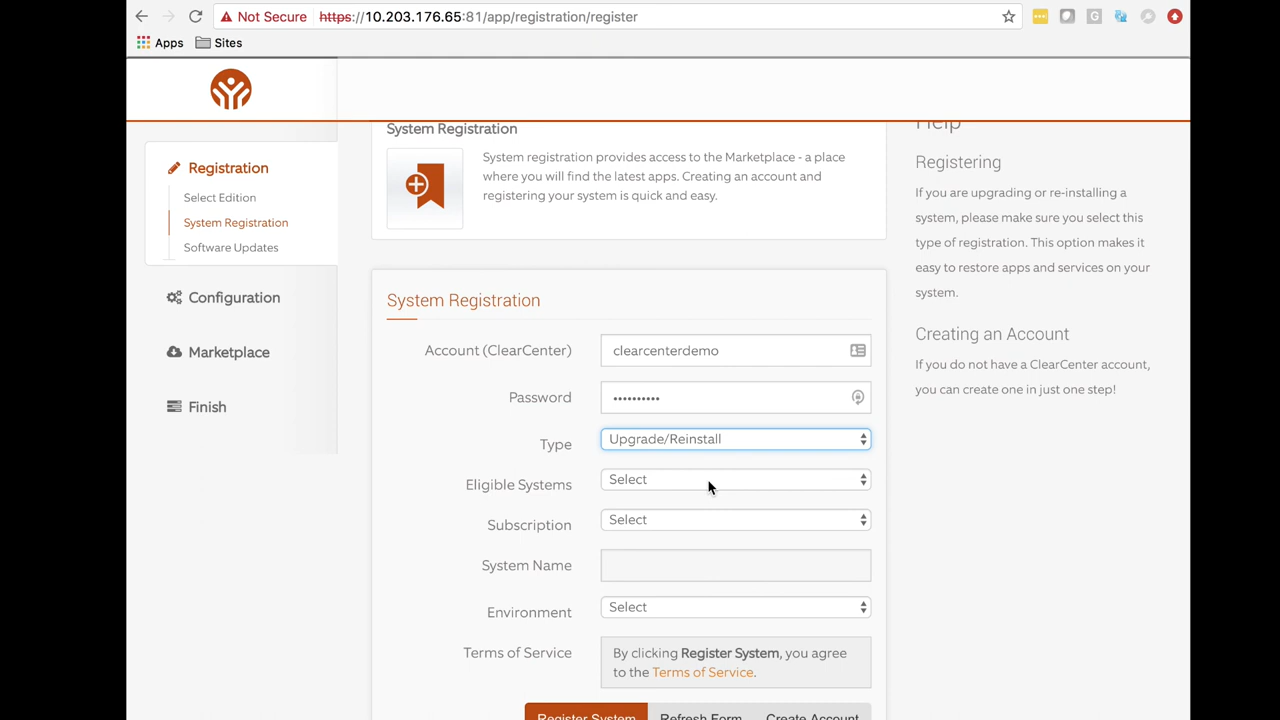 Not Secure https://10.203.176.65:81/app/registration/register
Apps Sites
Registration
Select Edition
System Registration
Software Updates
Configuration
Marketplace
Finish
System Registration
System registration provides access to the Marketplace - a place
where you will find the latest apps. Creating an account and
registering your system is quick and easy.
System Registration
Account (ClearCenter) clearcenterdemo
Password ••••••••••
Type Upgrade/Reinstall
Eligible Systems Select
Subscription Select
System Name
Environment Select
Terms of Service By clicking Register System, you agree
to the Terms of Service.
Register System Refresh Form Create Account
Help
Registering
If you are upgrading or re-installing a
system, please make sure you select this
type of registration. This option makes it
easy to restore apps and services on your
system.
Creating an Account
If you do not have a ClearCenter account,
you can create one in just one step!